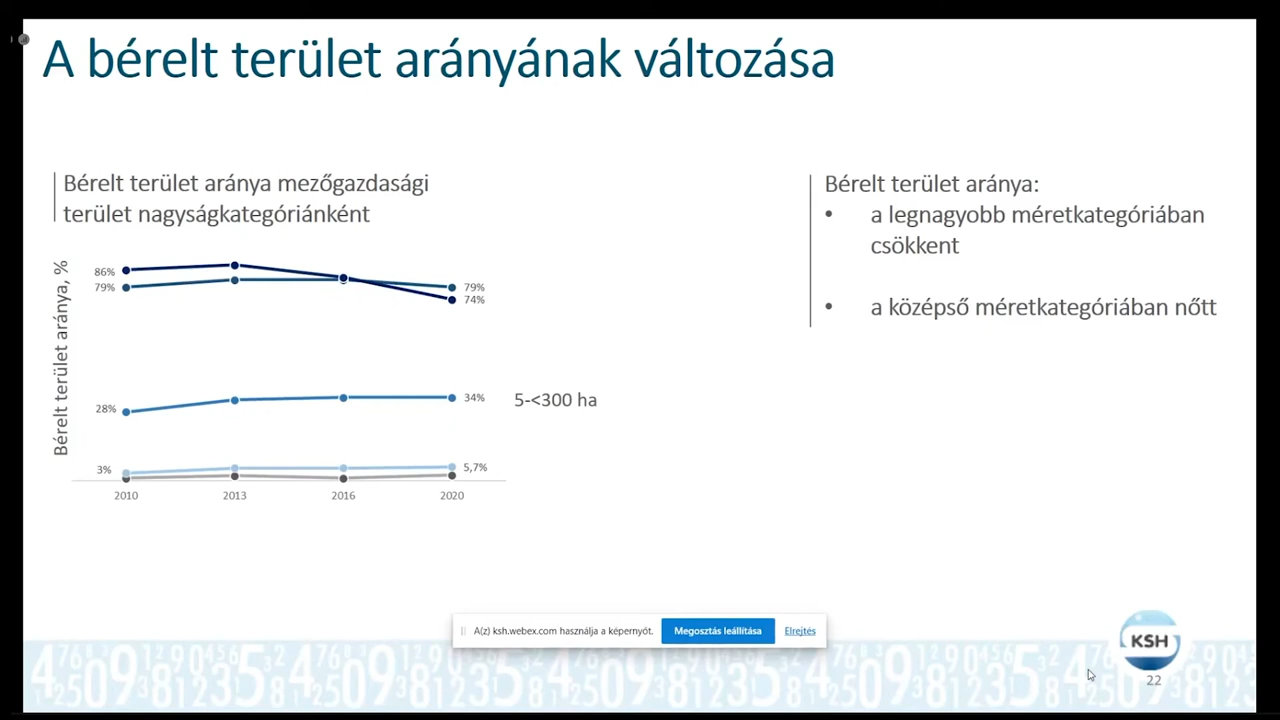 A bérelt terület arányának változása
Bérelt terület aránya mezőgazdasági
terület nagyságkategóriánként
Bérelt terület aránya, %
86%
79%
79%
74%
28%
34%
5-<300 ha
3%
5,7%
2010
2013
2016
2020
Bérelt terület aránya:
• a legnagyobb méretkategóriában
csökkent
• a középső méretkategóriában nőtt
A(z) ksh.webex.com használja a képernyőt.
Megosztás leállítása
Elrejtés
KSH
22